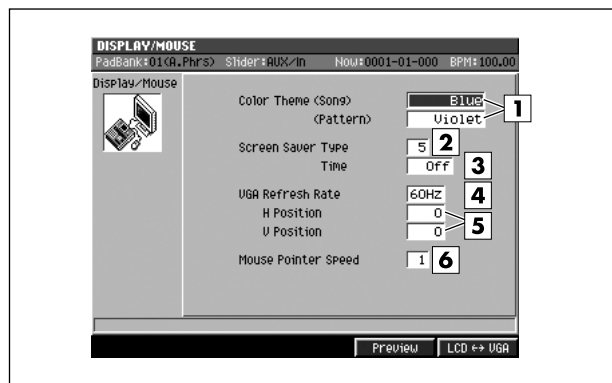 DISPLAY/MOUSE
PadBank:01(A.Phrs) Slider:AUX/In Now:0001-01-000 BPM:100.00
Display/Mouse
Color Theme (Song) Blue
(Pattern) Violet
1
Screen Saver Type 5 2
Time Off 3
VGA Refresh Rate 60Hz 4
H Position 0
V Position 0
5
Mouse Pointer Speed 1 6
Preview LCD ↔ VGA